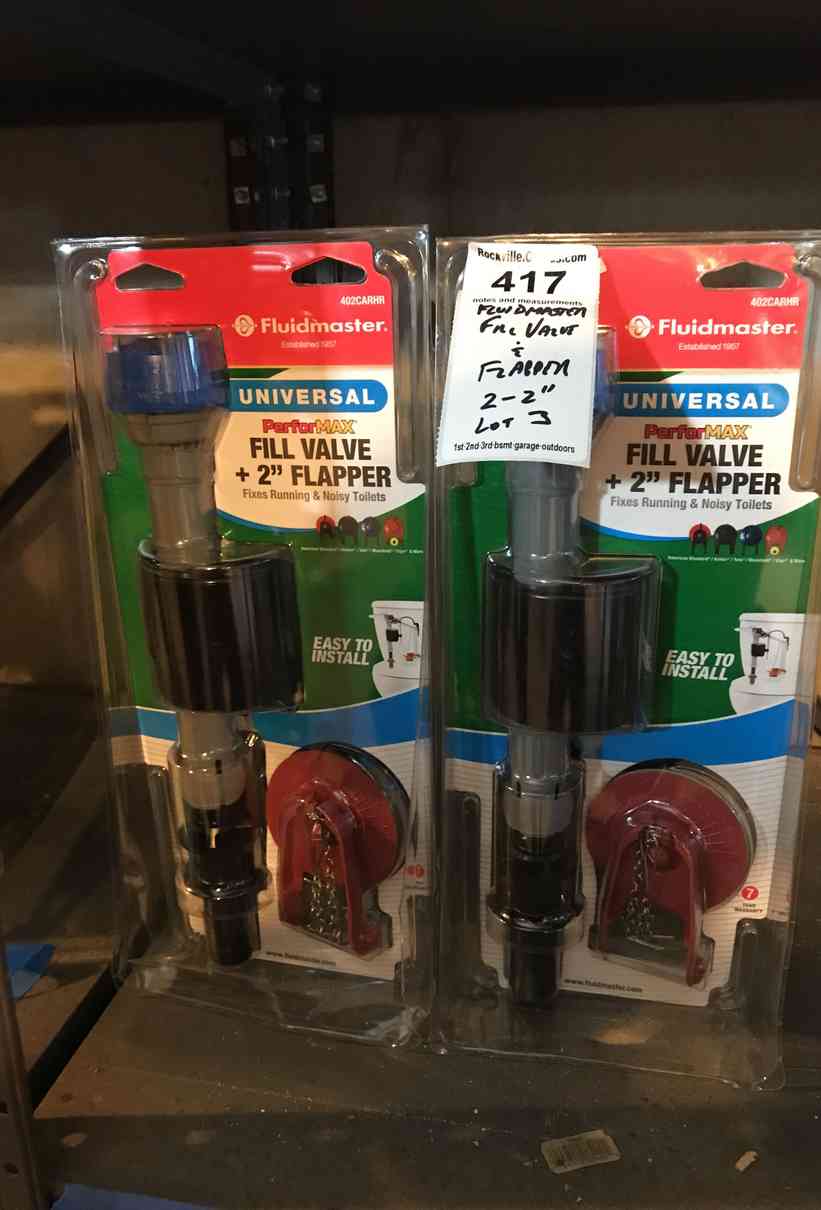 402CARHR
Fluidmaster.
Established 1957
UNIVERSAL
PerforMAX
FILL VALVE
+ 2” FLAPPER
Fixes Running & Noisy Toilets
EASY TO
INSTALL
www.fluidmaster.com
417
notes and measurements
FLUIDMASTER
FILL VALVE
&
FLAPPER
2-2"
LOT 3
1st-2nd-3rd-bsmt-garage-outdoors
402CARHR
Fluidmaster.
Established 1957
UNIVERSAL
PerforMAX
FILL VALVE
+ 2” FLAPPER
Fixes Running & Noisy Toilets
EASY TO
INSTALL
7
YEAR
WARRANTY
www.fluidmaster.com